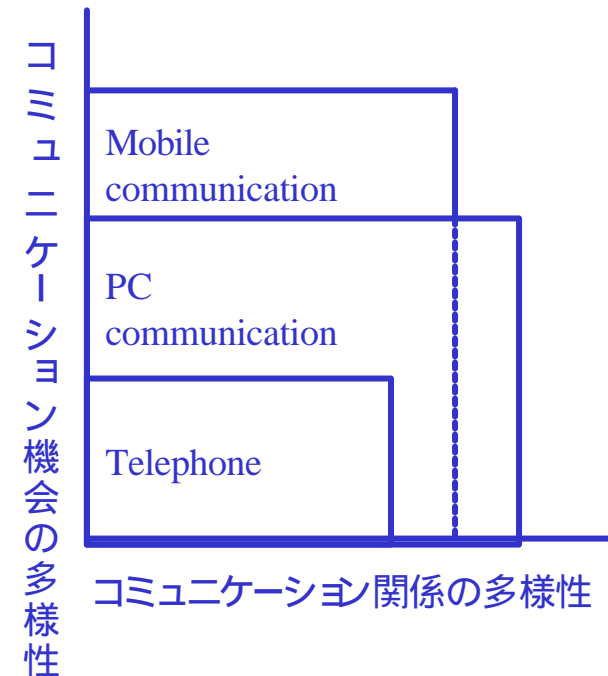 コミュニケーション機会の多様性
Mobile
communication
PC
communication
Telephone
コミュニケーション関係の多様性